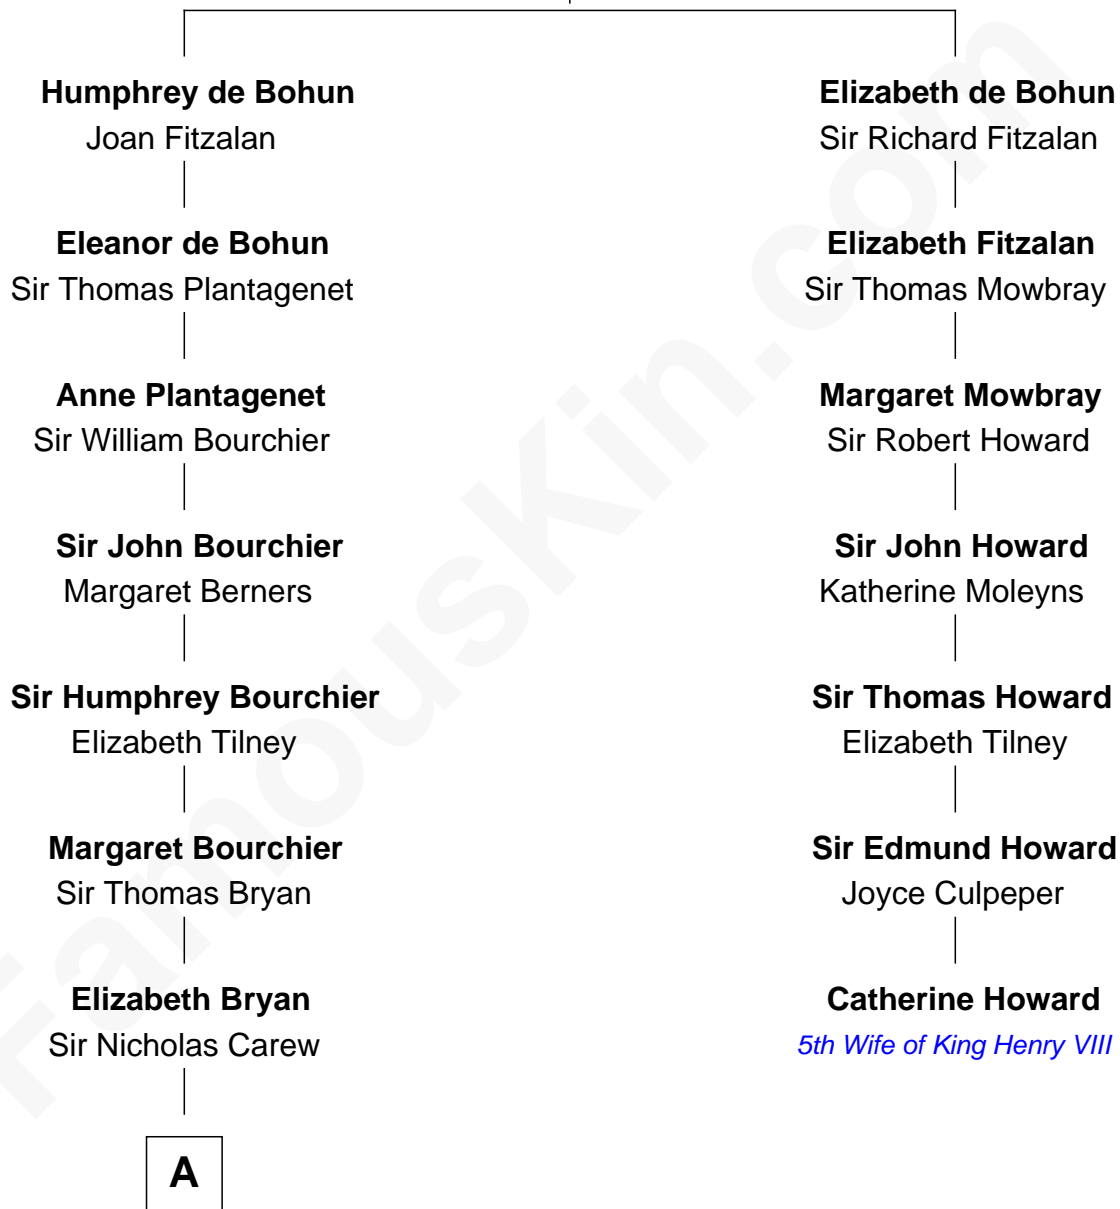 Humphrey de Bohun
Joan Fitzalan
Eleanor de Bohun
Sir Thomas Plantagenet
Anne Plantagenet
Sir William Bourchier
Sir John Bourchier
Margaret Berners
Sir Humphrey Bourchier
Elizabeth Tilney
Margaret Bourchier
Sir Thomas Bryan
Elizabeth Bryan
Sir Nicholas Carew
A
Elizabeth de Bohun
Sir Richard Fitzalan
Elizabeth Fitzalan
Sir Thomas Mowbray
Margaret Mowbray
Sir Robert Howard
Sir John Howard
Katherine Moleyns
Sir Thomas Howard
Elizabeth Tilney
Sir Edmund Howard
Joyce Culpeper
Catherine Howard
5th Wife of King Henry VIII
FamousKin.com